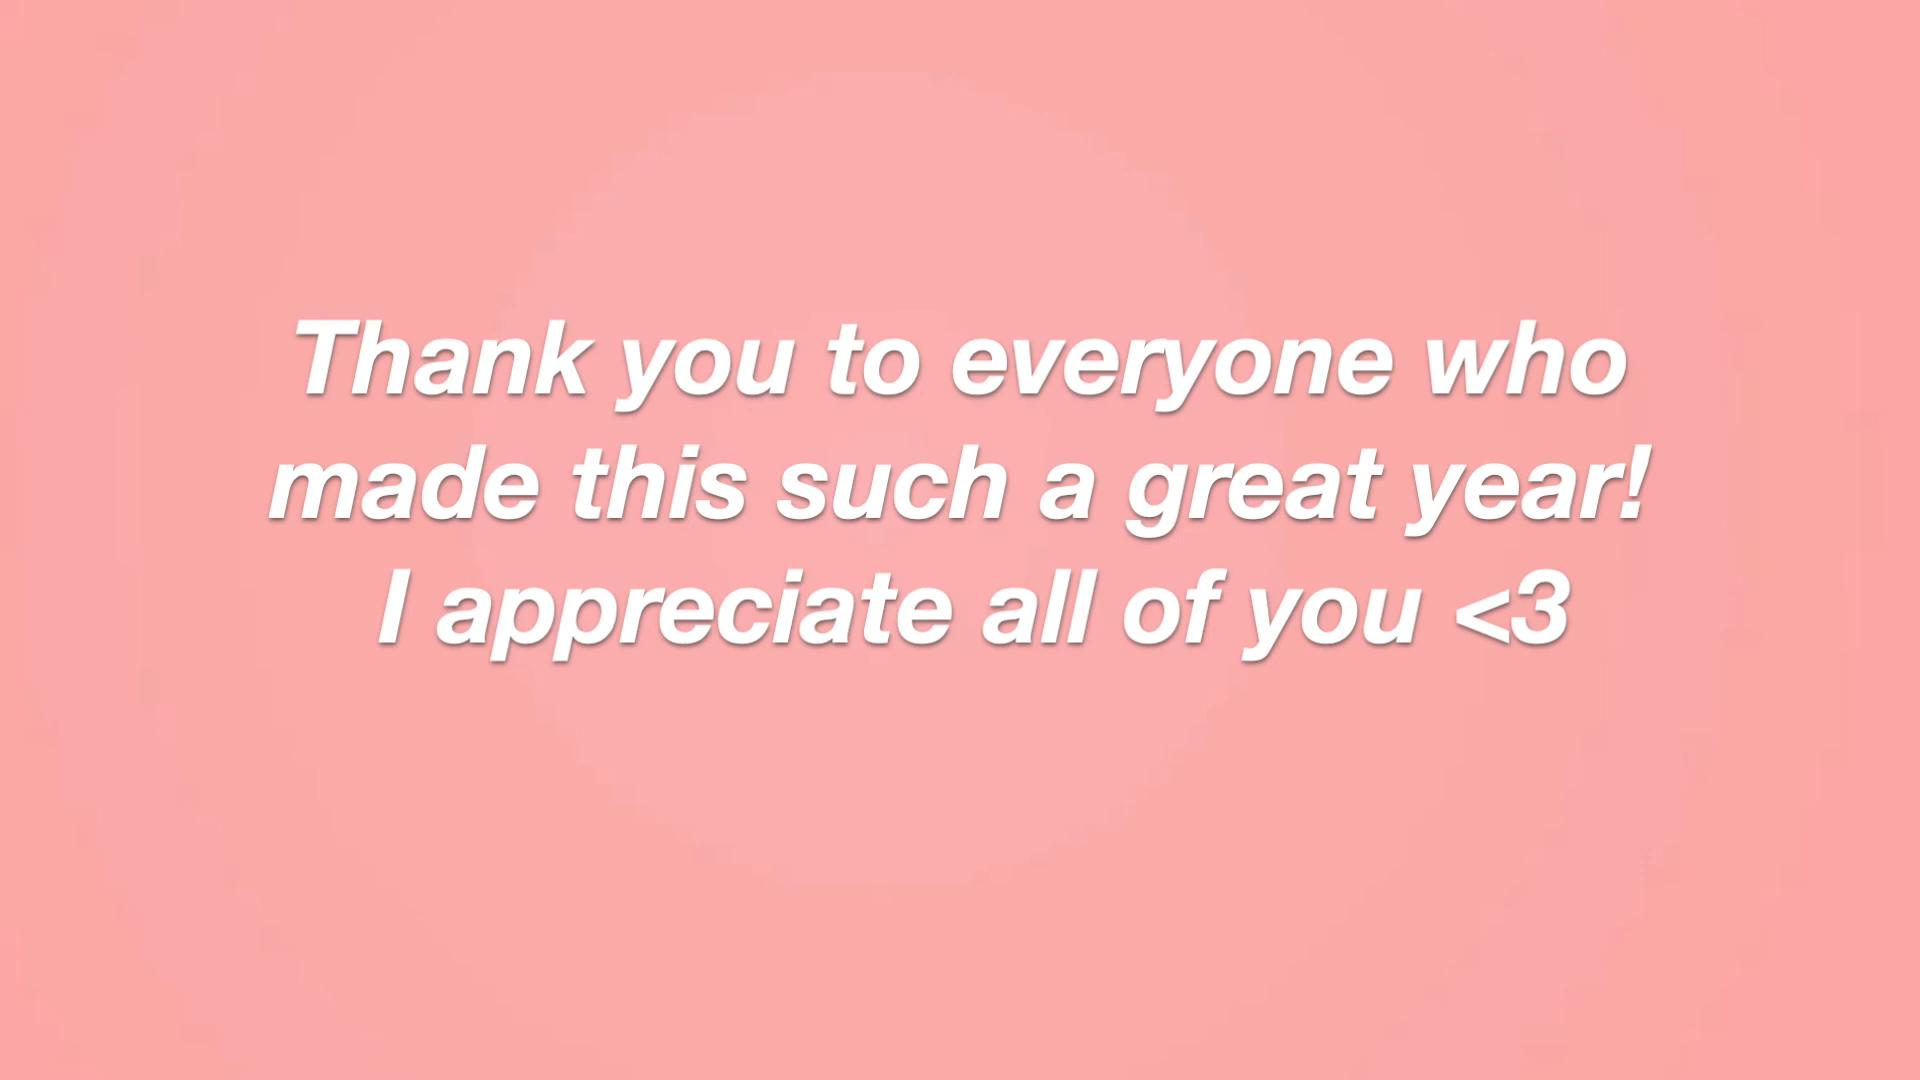 Thank you to everyone who
made this such a great year!
I appreciate all of you <3